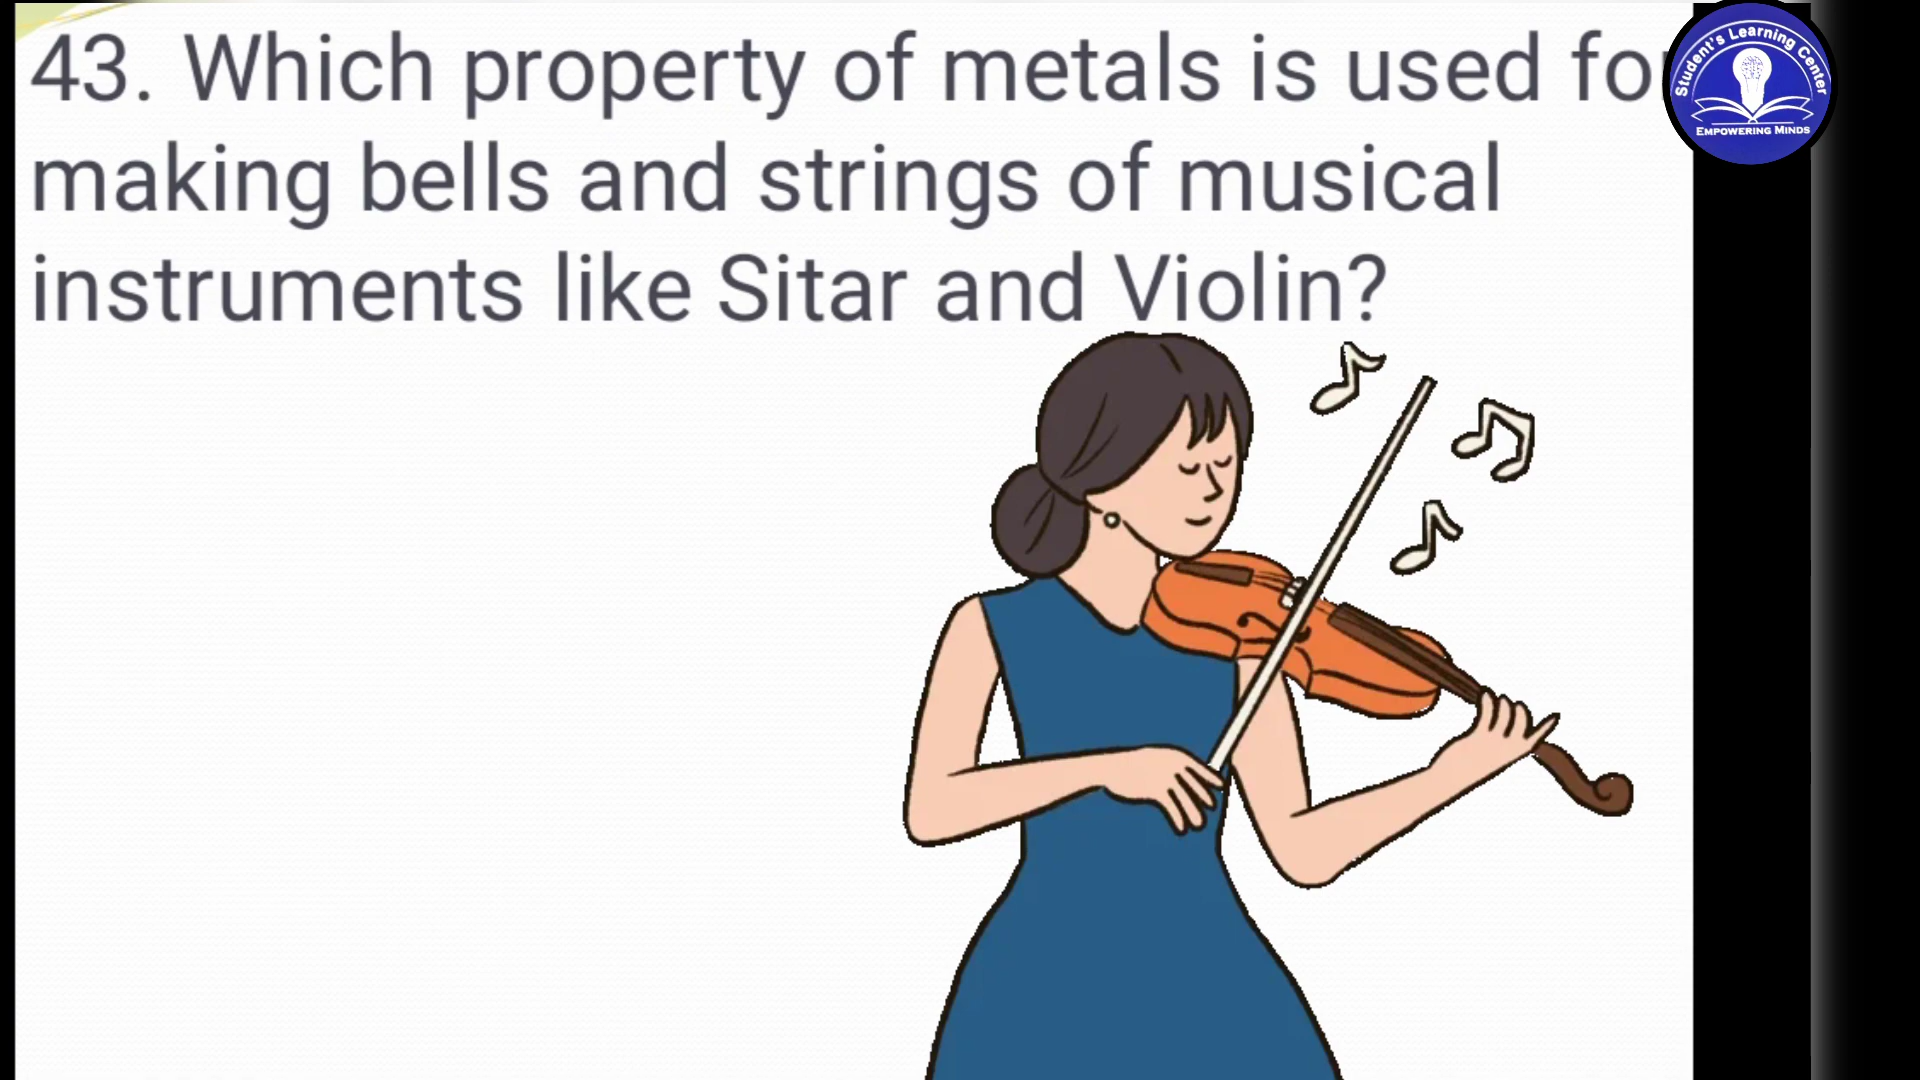 43. Which property of metals is used for
making bells and strings of musical
instruments like Sitar and Violin?
Student's Learning Center
EMPOWERING MINDS